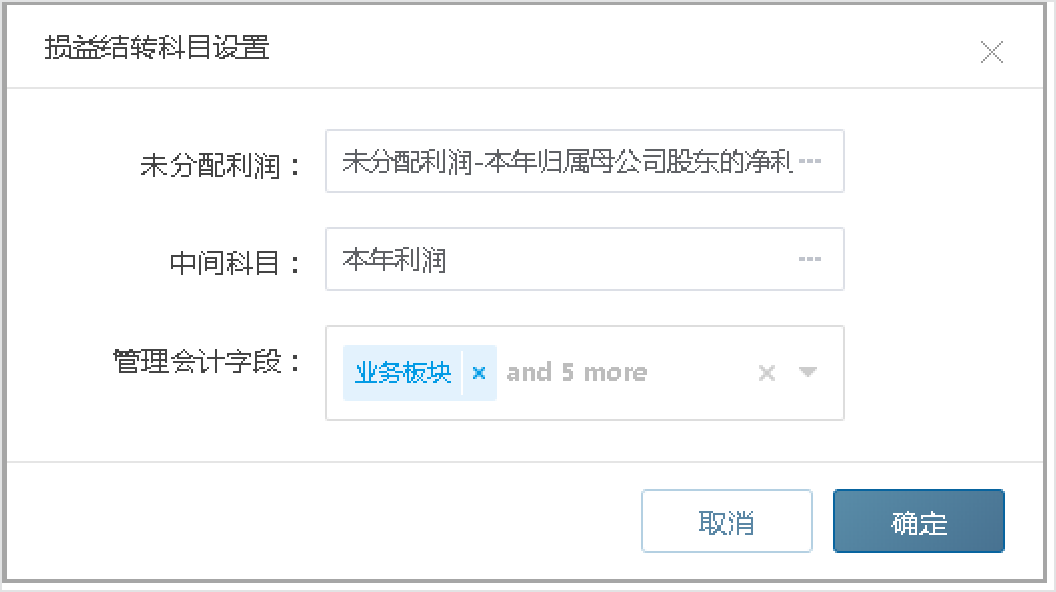 损益结转科目设置
未分配利润： 未分配利润-本年归属母公司股东的净利
中间科目： 本年利润
管理会计字段： 业务板块 × and 5 more
取消 确定